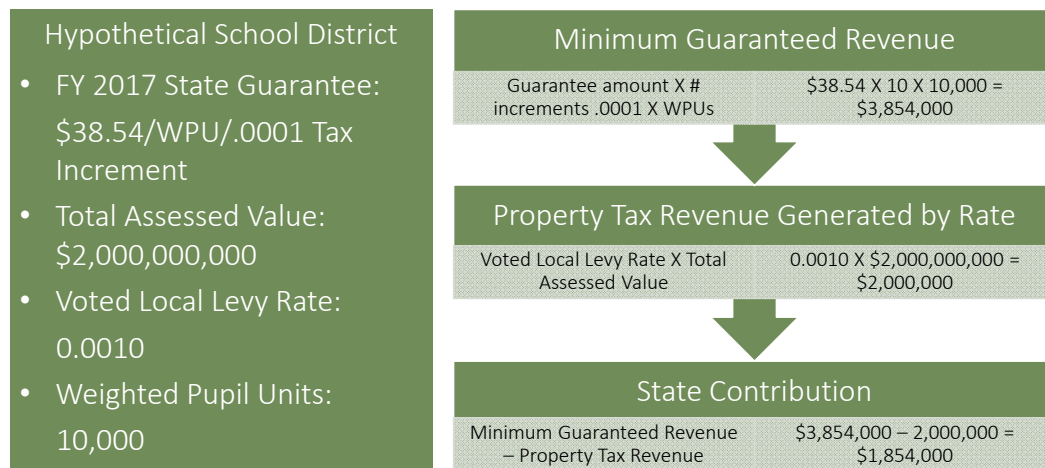 Hypothetical School District
• FY 2017 State Guarantee:
$38.54/WPU/.0001 Tax
Increment
• Total Assessed Value:
$2,000,000,000
• Voted Local Levy Rate:
0.0010
• Weighted Pupil Units:
10,000
Minimum Guaranteed Revenue
Guarantee amount X #
increments .0001 X WPUs
$38.54 X 10 X 10,000 =
$3,854,000
Property Tax Revenue Generated by Rate
Voted Local Levy Rate X Total
Assessed Value
0.0010 X $2,000,000,000 =
$2,000,000
State Contribution
Minimum Guaranteed Revenue
– Property Tax Revenue
$3,854,000 – 2,000,000 =
$1,854,000